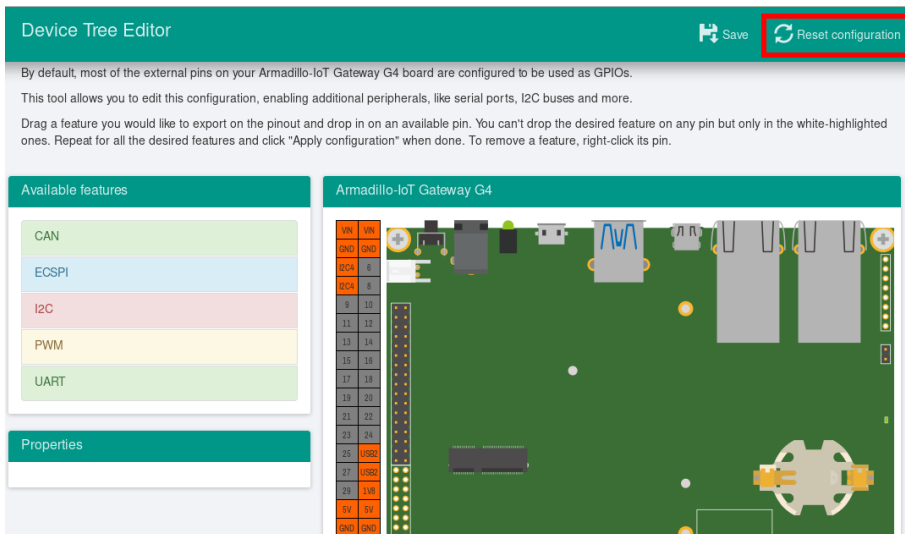 Device Tree Editor
Save
Reset configuration
By default, most of the external pins on your Armadillo-IoT Gateway G4 board are configured to be used as GPIOs.
This tool allows you to edit this configuration, enabling additional peripherals, like serial ports, I2C buses and more.
Drag a feature you would like to export on the pinout and drop in on an available pin. You can't drop the desired feature on any pin but only in the white-highlighted
ones. Repeat for all the desired features and click "Apply configuration" when done. To remove a feature, right-click its pin.
Available features
CAN
ECSPI
I2C
PWM
UART
Properties
Armadillo-IoT Gateway G4
VIN VIN
GND GND
I2C4 6
I2C4 8
9 10
11 12
13 14
15 16
17 18
19 20
21 22
23 24
25 USB2
27 USB2
29 1V8
5V 5V
GND GND